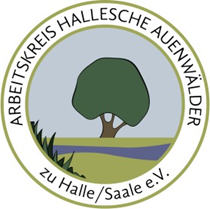 ARBEITSKREIS HALLESCHE AUENWÄLDER
zu Halle/Saale e.V.